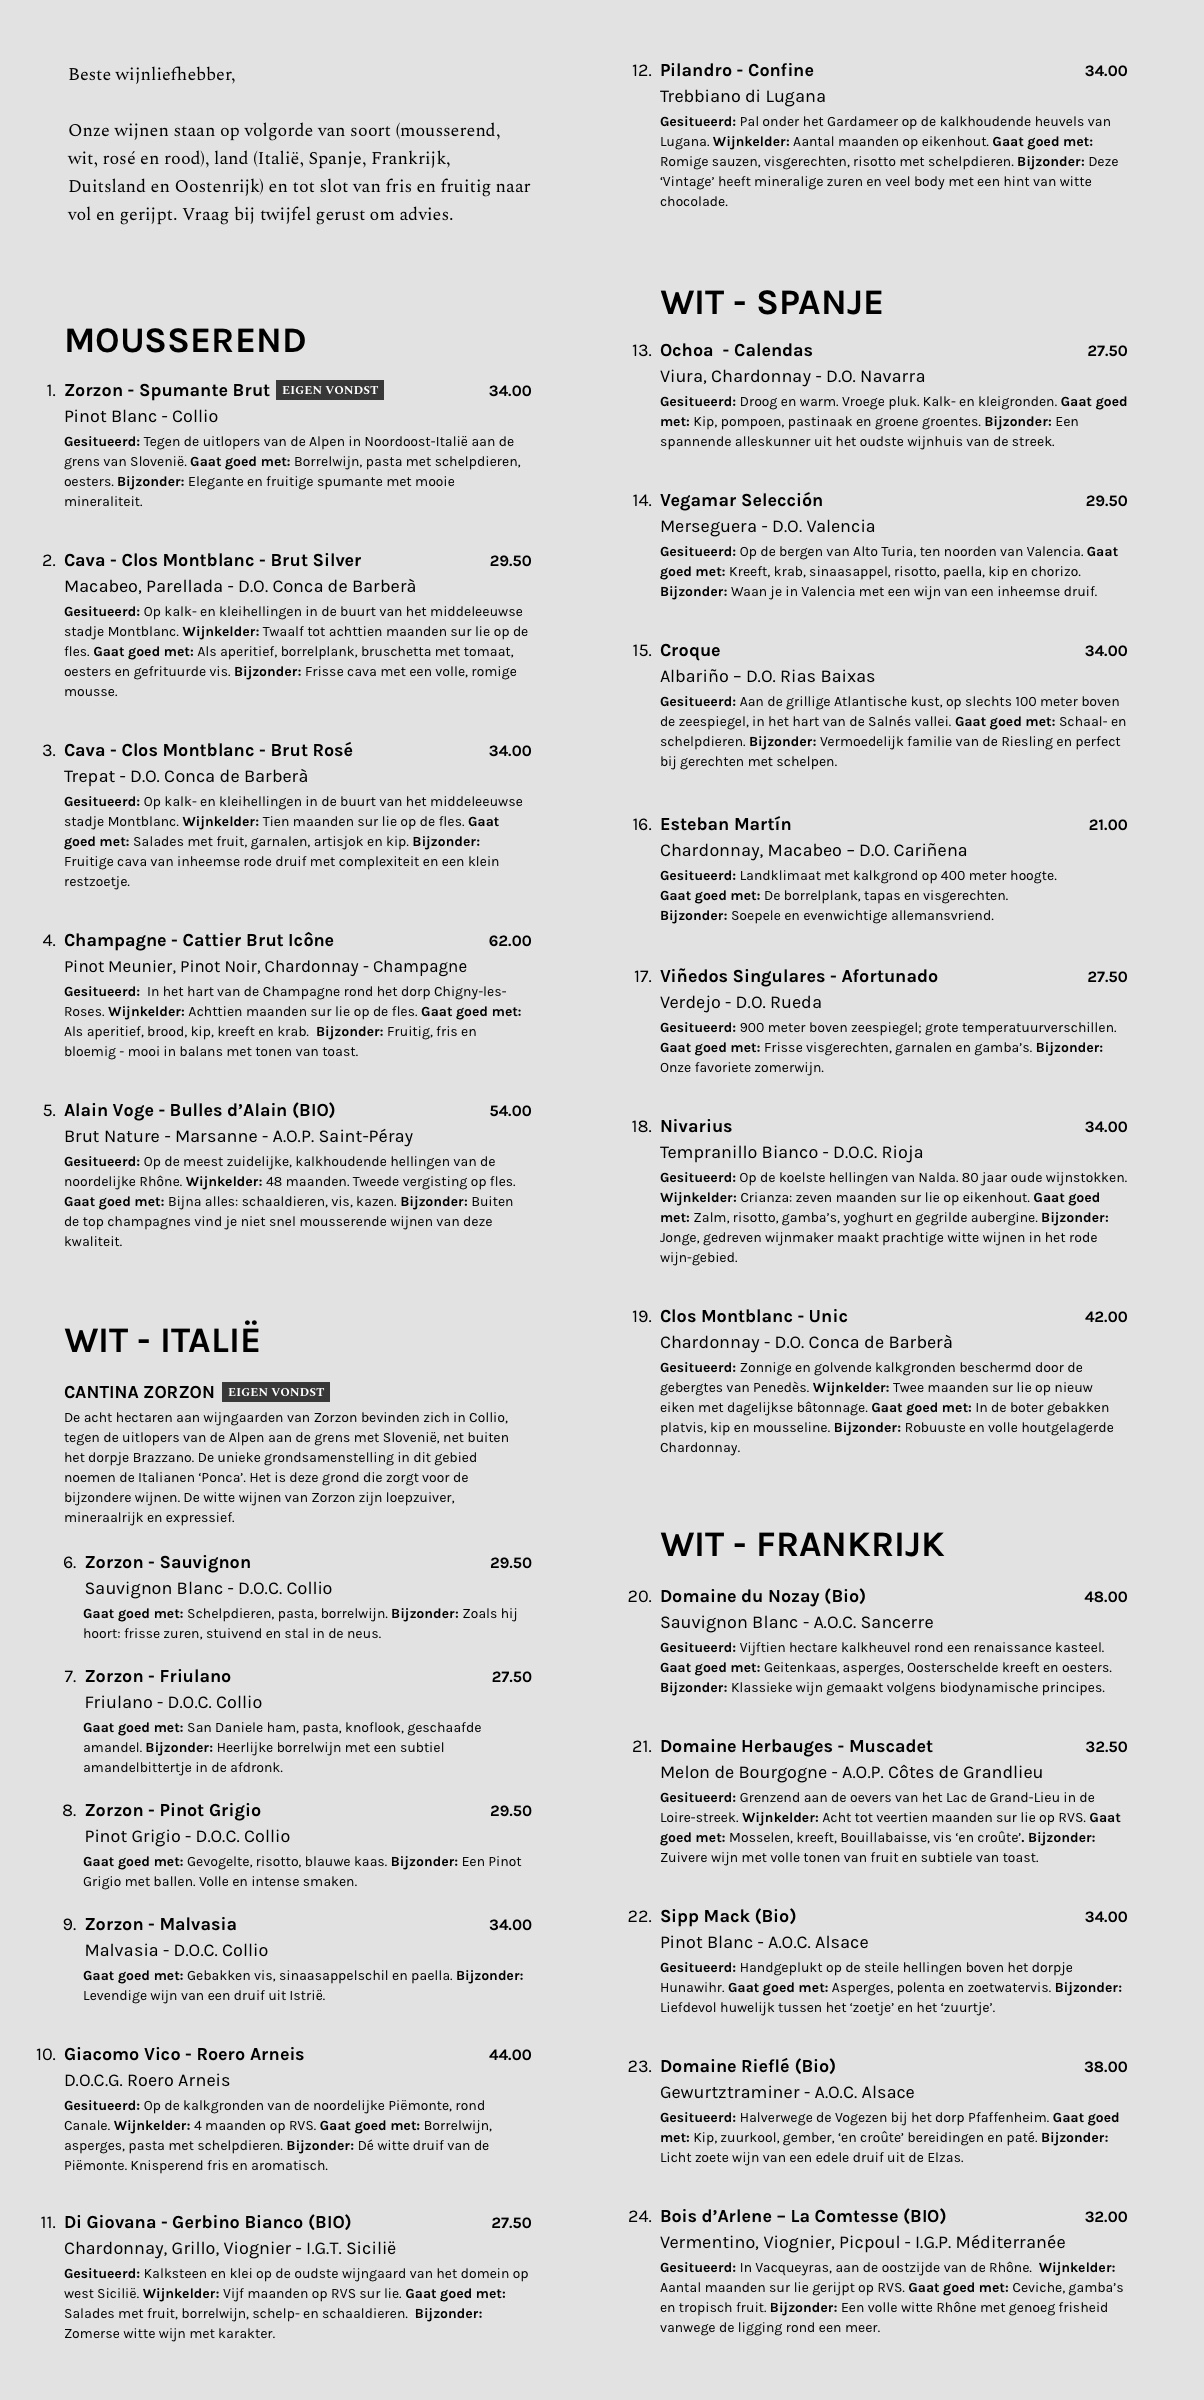 Beste wijnliefhebber,
Onze wijnen staan op volgorde van soort (mousserend,
wit, rosé en rood), land (Italië, Spanje, Frankrijk,
Duitsland en Oostenrijk) en tot slot van fris en fruitig naar
vol en gerijpt. Vraag bij twijfel gerust om advies.
MOUSSEREND
1. Zorzon - Spumante Brut EIGEN VONDST 34.00
Pinot Blanc - Collio
Gesitueerd: Tegen de uitlopers van de Alpen in Noordoost-Italië aan de
grens van Slovenië. Gaat goed met: Borrelwijn, pasta met schelpdieren,
oesters. Bijzonder: Elegante en fruitige spumante met mooie
mineraliteit.
2. Cava - Clos Montblanc - Brut Silver 29.50
Macabeo, Parellada - D.O. Conca de Barberà
Gesitueerd: Op kalk- en kleihellingen in de buurt van het middeleeuwse
stadje Montblanc. Wijnkelder: Twaalf tot achttien maanden sur lie op de
fles. Gaat goed met: Als aperitief, borrelplank, bruschetta met tomaat,
oesters en gefrituurde vis. Bijzonder: Frisse cava met een volle, romige
mousse.
3. Cava - Clos Montblanc - Brut Rosé 34.00
Trepat - D.O. Conca de Barberà
Gesitueerd: Op kalk- en kleihellingen in de buurt van het middeleeuwse
stadje Montblanc. Wijnkelder: Tien maanden sur lie op de fles. Gaat
goed met: Salades met fruit, garnalen, artisjok en kip. Bijzonder:
Fruitige cava van inheemse rode druif met complexiteit en een klein
restzoetje.
4. Champagne - Cattier Brut Icône 62.00
Pinot Meunier, Pinot Noir, Chardonnay - Champagne
Gesitueerd: In het hart van de Champagne rond het dorp Chigny-les-
Roses. Wijnkelder: Achttien maanden sur lie op de fles. Gaat goed met:
Als aperitief, brood, kip, kreeft en krab. Bijzonder: Fruitig, fris en
bloemig - mooi in balans met tonen van toast.
5. Alain Voge - Bulles d’Alain (BIO) 54.00
Brut Nature - Marsanne - A.O.P. Saint-Péray
Gesitueerd: Op de meest zuidelijke, kalkhoudende hellingen van de
noordelijke Rhône. Wijnkelder: 48 maanden. Tweede vergisting op fles.
Gaat goed met: Bijna alles: schaaldieren, vis, kazen. Bijzonder: Buiten
de top champagnes vind je niet snel mousserende wijnen van deze
kwaliteit.
WIT - ITALIË
CANTINA ZORZON EIGEN VONDST
De acht hectaren aan wijngaarden van Zorzon bevinden zich in Collio,
tegen de uitlopers van de Alpen aan de grens met Slovenië, net buiten
het dorpje Brazzano. De unieke grondsamenstelling in dit gebied
noemen de Italianen ‘Ponca’. Het is deze grond die zorgt voor de
bijzondere wijnen. De witte wijnen van Zorzon zijn loepzuiver,
mineraalrijk en expressief.
6. Zorzon - Sauvignon 29.50
Sauvignon Blanc - D.O.C. Collio
Gaat goed met: Schelpdieren, pasta, borrelwijn. Bijzonder: Zoals hij
hoort: frisse zuren, stuivend en stal in de neus.
7. Zorzon - Friulano 27.50
Friulano - D.O.C. Collio
Gaat goed met: San Daniele ham, pasta, knoflook, geschaafde
amandel. Bijzonder: Heerlijke borrelwijn met een subtiel
amandelbittertje in de afdronk.
8. Zorzon - Pinot Grigio 29.50
Pinot Grigio - D.O.C. Collio
Gaat goed met: Gevogelte, risotto, blauwe kaas. Bijzonder: Een Pinot
Grigio met ballen. Volle en intense smaken.
9. Zorzon - Malvasia 34.00
Malvasia - D.O.C. Collio
Gaat goed met: Gebakken vis, sinaasappelschil en paella. Bijzonder:
Levendige wijn van een druif uit Istrië.
10. Giacomo Vico - Roero Arneis 44.00
D.O.C.G. Roero Arneis
Gesitueerd: Op de kalkgronden van de noordelijke Piëmonte, rond
Canale. Wijnkelder: 4 maanden op RVS. Gaat goed met: Borrelwijn,
asperges, pasta met schelpdieren. Bijzonder: Dé witte druif van de
Piëmonte. Knisperend fris en aromatisch.
11. Di Giovana - Gerbino Bianco (BIO) 27.50
Chardonnay, Grillo, Viognier - I.G.T. Sicilië
Gesitueerd: Kalksteen en klei op de oudste wijngaard van het domein op
west Sicilië. Wijnkelder: Vijf maanden op RVS sur lie. Gaat goed met:
Salades met fruit, borrelwijn, schelp- en schaaldieren. Bijzonder:
Zomerse witte wijn met karakter.
12. Pilandro - Confine 34.00
Trebbiano di Lugana
Gesitueerd: Pal onder het Gardameer op de kalkhoudende heuvels van
Lugana. Wijnkelder: Aantal maanden op eikenhout. Gaat goed met:
Romige sauzen, visgerechten, risotto met schelpdieren. Bijzonder: Deze
‘Vintage’ heeft mineralige zuren en veel body met een hint van witte
chocolade.
WIT - SPANJE
13. Ochoa - Calendas 27.50
Viura, Chardonnay - D.O. Navarra
Gesitueerd: Droog en warm. Vroege pluk. Kalk- en kleigronden. Gaat goed
met: Kip, pompoen, pastinaak en groene groentes. Bijzonder: Een
spannende alleskunner uit het oudste wijnhuis van de streek.
14. Vegamar Selección 29.50
Merseguera - D.O. Valencia
Gesitueerd: Op de bergen van Alto Turia, ten noorden van Valencia. Gaat
goed met: Kreeft, krab, sinaasappel, risotto, paella, kip en chorizo.
Bijzonder: Waan je in Valencia met een wijn van een inheemse druif.
15. Croque 34.00
Albariño – D.O. Rias Baixas
Gesitueerd: Aan de grillige Atlantische kust, op slechts 100 meter boven
de zeespiegel, in het hart van de Salnés vallei. Gaat goed met: Schaal- en
schelpdieren. Bijzonder: Vermoedelijk familie van de Riesling en perfect
bij gerechten met schelpen.
16. Esteban Martín 21.00
Chardonnay, Macabeo – D.O. Cariñena
Gesitueerd: Landklimaat met kalkgrond op 400 meter hoogte.
Gaat goed met: De borrelplank, tapas en visgerechten.
Bijzonder: Soepele en evenwichtige allemansvriend.
17. Viñedos Singulares - Afortunado 27.50
Verdejo - D.O. Rueda
Gesitueerd: 900 meter boven zeespiegel; grote temperatuurverschillen.
Gaat goed met: Frisse visgerechten, garnalen en gamba’s. Bijzonder:
Onze favoriete zomerwijn.
18. Nivarius 34.00
Tempranillo Bianco - D.O.C. Rioja
Gesitueerd: Op de koelste hellingen van Nalda. 80 jaar oude wijnstokken.
Wijnkelder: Crianza: zeven maanden sur lie op eikenhout. Gaat goed
met: Zalm, risotto, gamba’s, yoghurt en gegrilde aubergine. Bijzonder:
Jonge, gedreven wijnmaker maakt prachtige witte wijnen in het rode
wijn-gebied.
19. Clos Montblanc - Unic 42.00
Chardonnay - D.O. Conca de Barberà
Gesitueerd: Zonnige en golvende kalkgronden beschermd door de
gebergtes van Penedès. Wijnkelder: Twee maanden sur lie op nieuw
eiken met dagelijkse bâtonnage. Gaat goed met: In de boter gebakken
platvis, kip en mousseline. Bijzonder: Robuuste en volle houtgelagerde
Chardonnay.
WIT - FRANKRIJK
20. Domaine du Nozay (Bio) 48.00
Sauvignon Blanc - A.O.C. Sancerre
Gesitueerd: Vijftien hectare kalkheuvel rond een renaissance kasteel.
Gaat goed met: Geitenkaas, asperges, Oosterschelde kreeft en oesters.
Bijzonder: Klassieke wijn gemaakt volgens biodynamische principes.
21. Domaine Herbauges - Muscadet 32.50
Melon de Bourgogne - A.O.P. Côtes de Grandlieu
Gesitueerd: Grenzend aan de oevers van het Lac de Grand-Lieu in de
Loire-streek. Wijnkelder: Acht tot veertien maanden sur lie op RVS. Gaat
goed met: Mosselen, kreeft, Bouillabaisse, vis ‘en croûte’. Bijzonder:
Zuivere wijn met volle tonen van fruit en subtiele van toast.
22. Sipp Mack (Bio) 34.00
Pinot Blanc - A.O.C. Alsace
Gesitueerd: Handgeplukt op de steile hellingen boven het dorpje
Hunawihr. Gaat goed met: Asperges, polenta en zoetwatervis. Bijzonder:
Liefdevol huwelijk tussen het ‘zoetje’ en het ‘zuurtje’.
23. Domaine Rieflé (Bio) 38.00
Gewurtztraminer - A.O.C. Alsace
Gesitueerd: Halverwege de Vogezen bij het dorp Pfaffenheim. Gaat goed
met: Kip, zuurkool, gember, ‘en croûte’ bereidingen en paté. Bijzonder:
Licht zoete wijn van een edele druif uit de Elzas.
24. Bois d’Arlene – La Comtesse (BIO) 32.00
Vermentino, Viognier, Picpoul - I.G.P. Méditerranée
Gesitueerd: In Vacqueyras, aan de oostzijde van de Rhône. Wijnkelder:
Aantal maanden sur lie gerijpt op RVS. Gaat goed met: Ceviche, gamba’s
en tropisch fruit. Bijzonder: Een volle witte Rhône met genoeg frisheid
vanwege de ligging rond een meer.